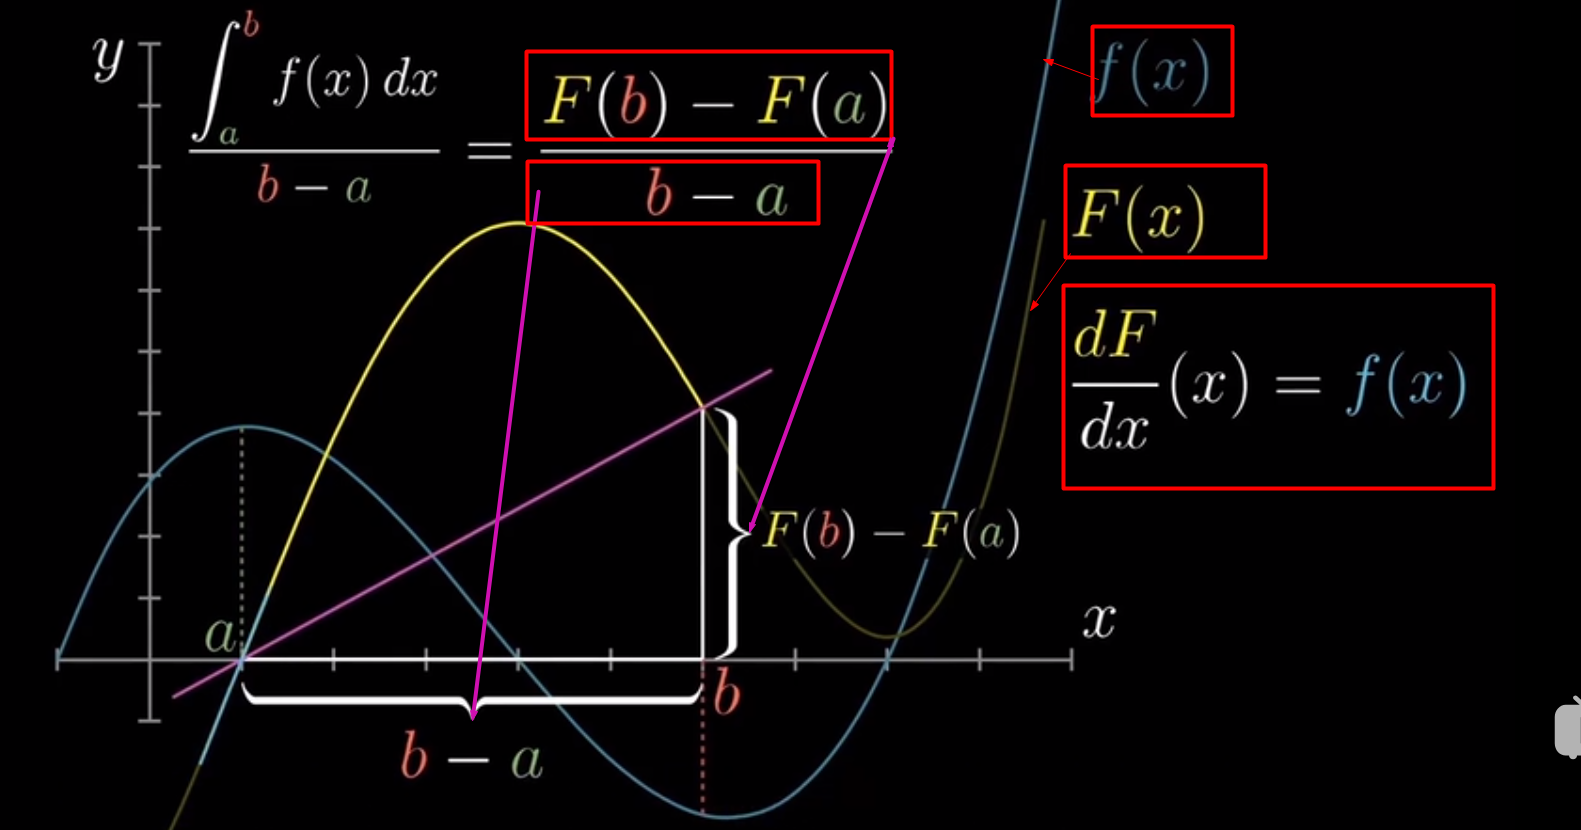 y
∫_a^b f(x) dx / (b − a) = (F(b) − F(a)) / (b − a)
f(x)
F(x)
dF/dx (x) = f(x)
F(b) − F(a)
x
a
b
b − a